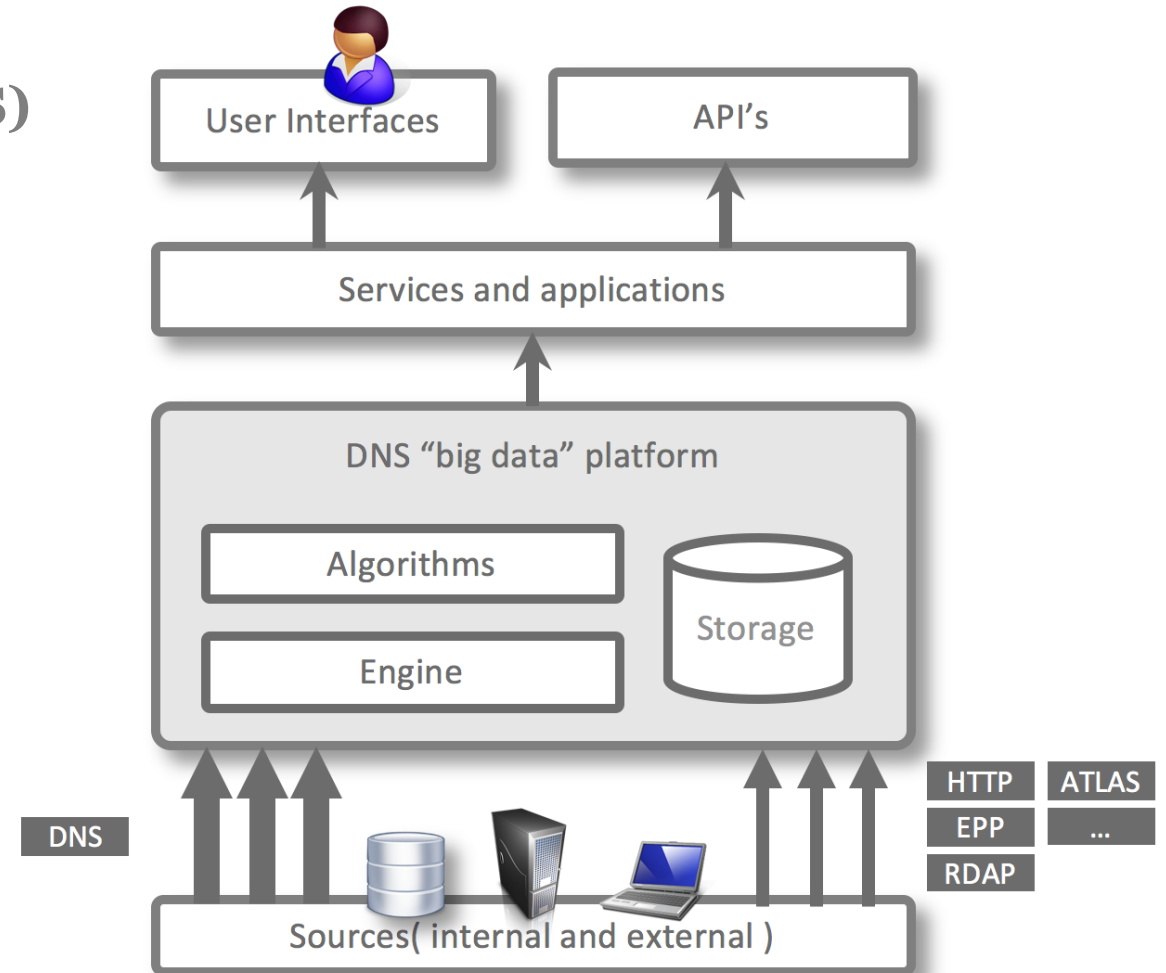 S)
User Interfaces
API's
Services and applications
DNS “big data” platform
Algorithms
Storage
Engine
HTTP ATLAS
DNS
EPP ...
RDAP
Sources( internal and external )